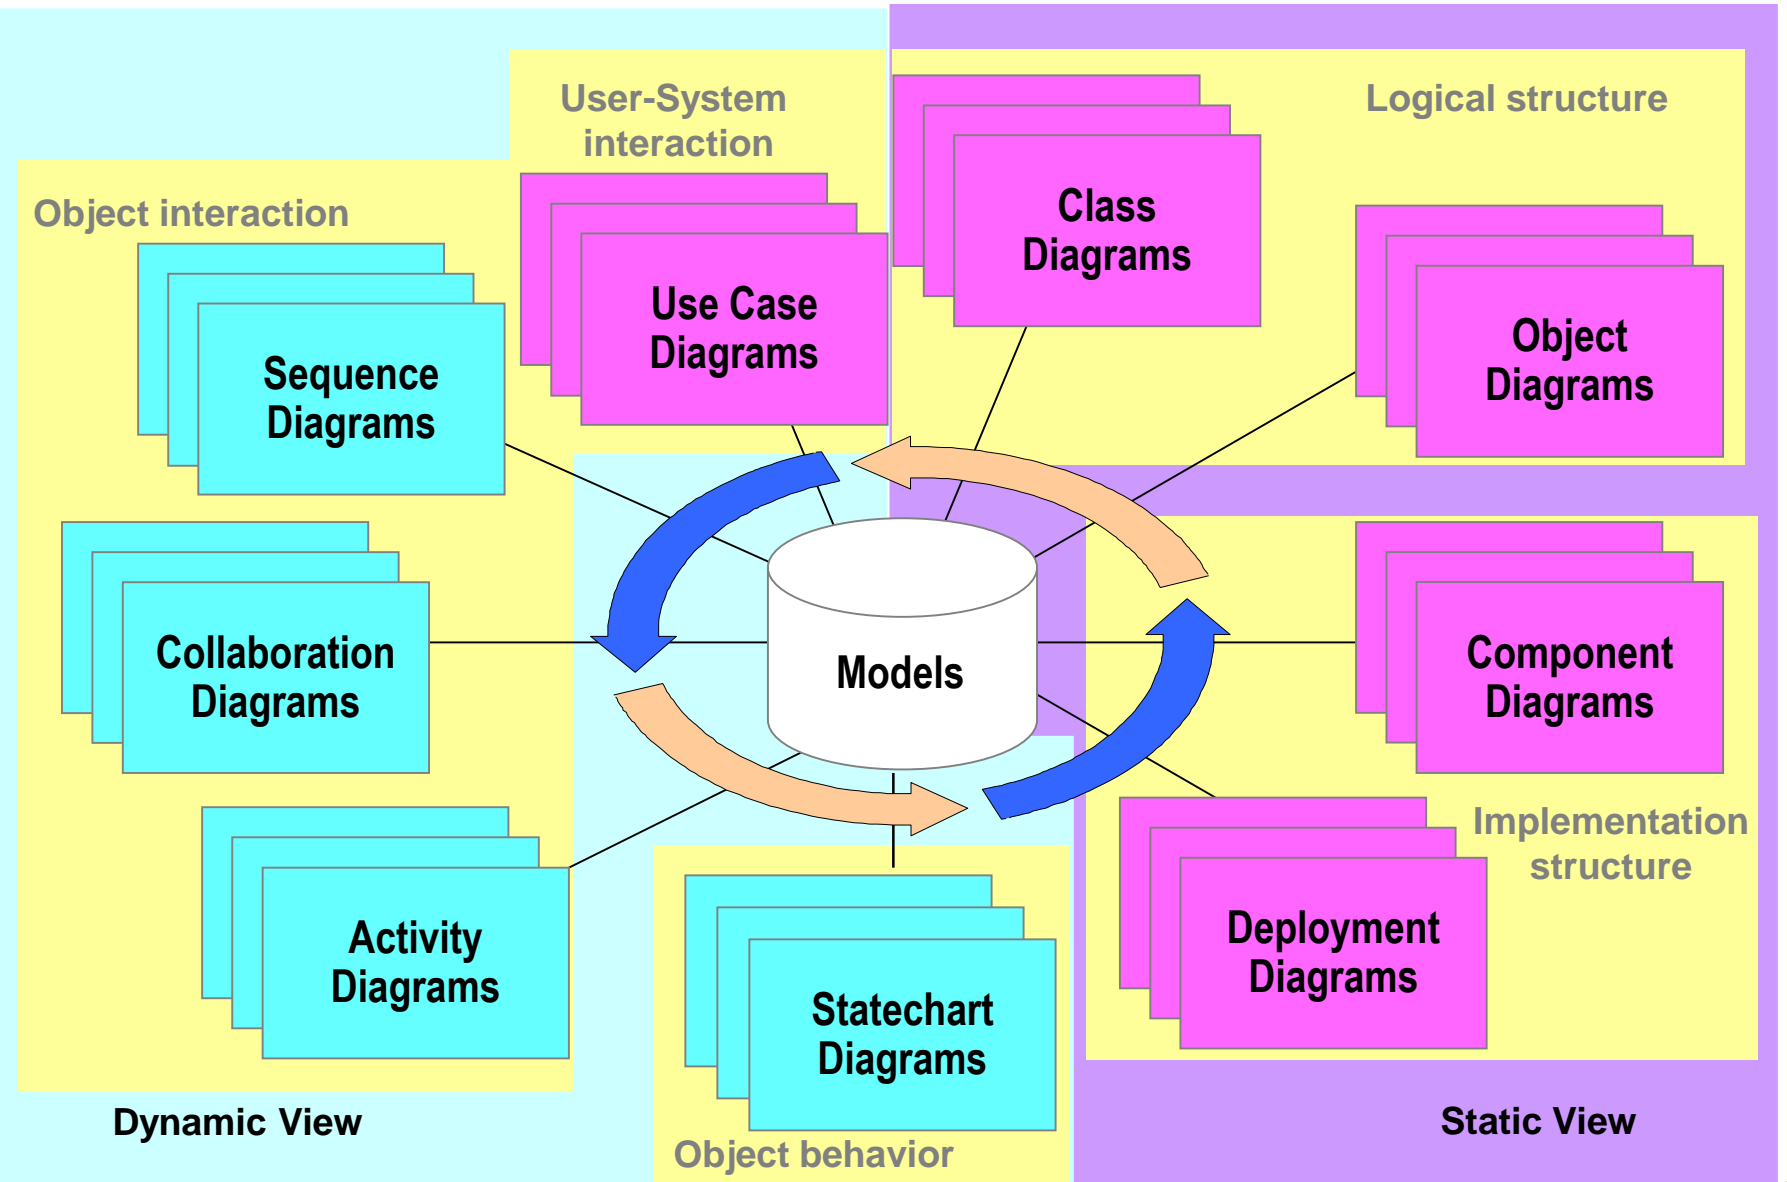 User-System
interaction
Logical structure
Object interaction
Class
Diagrams
Use Case
Diagrams
Object
Diagrams
Sequence
Diagrams
Collaboration
Diagrams
Models
Component
Diagrams
Implementation
structure
Activity
Diagrams
Deployment
Diagrams
Statechart
Diagrams
Dynamic View
Static View
Object behavior